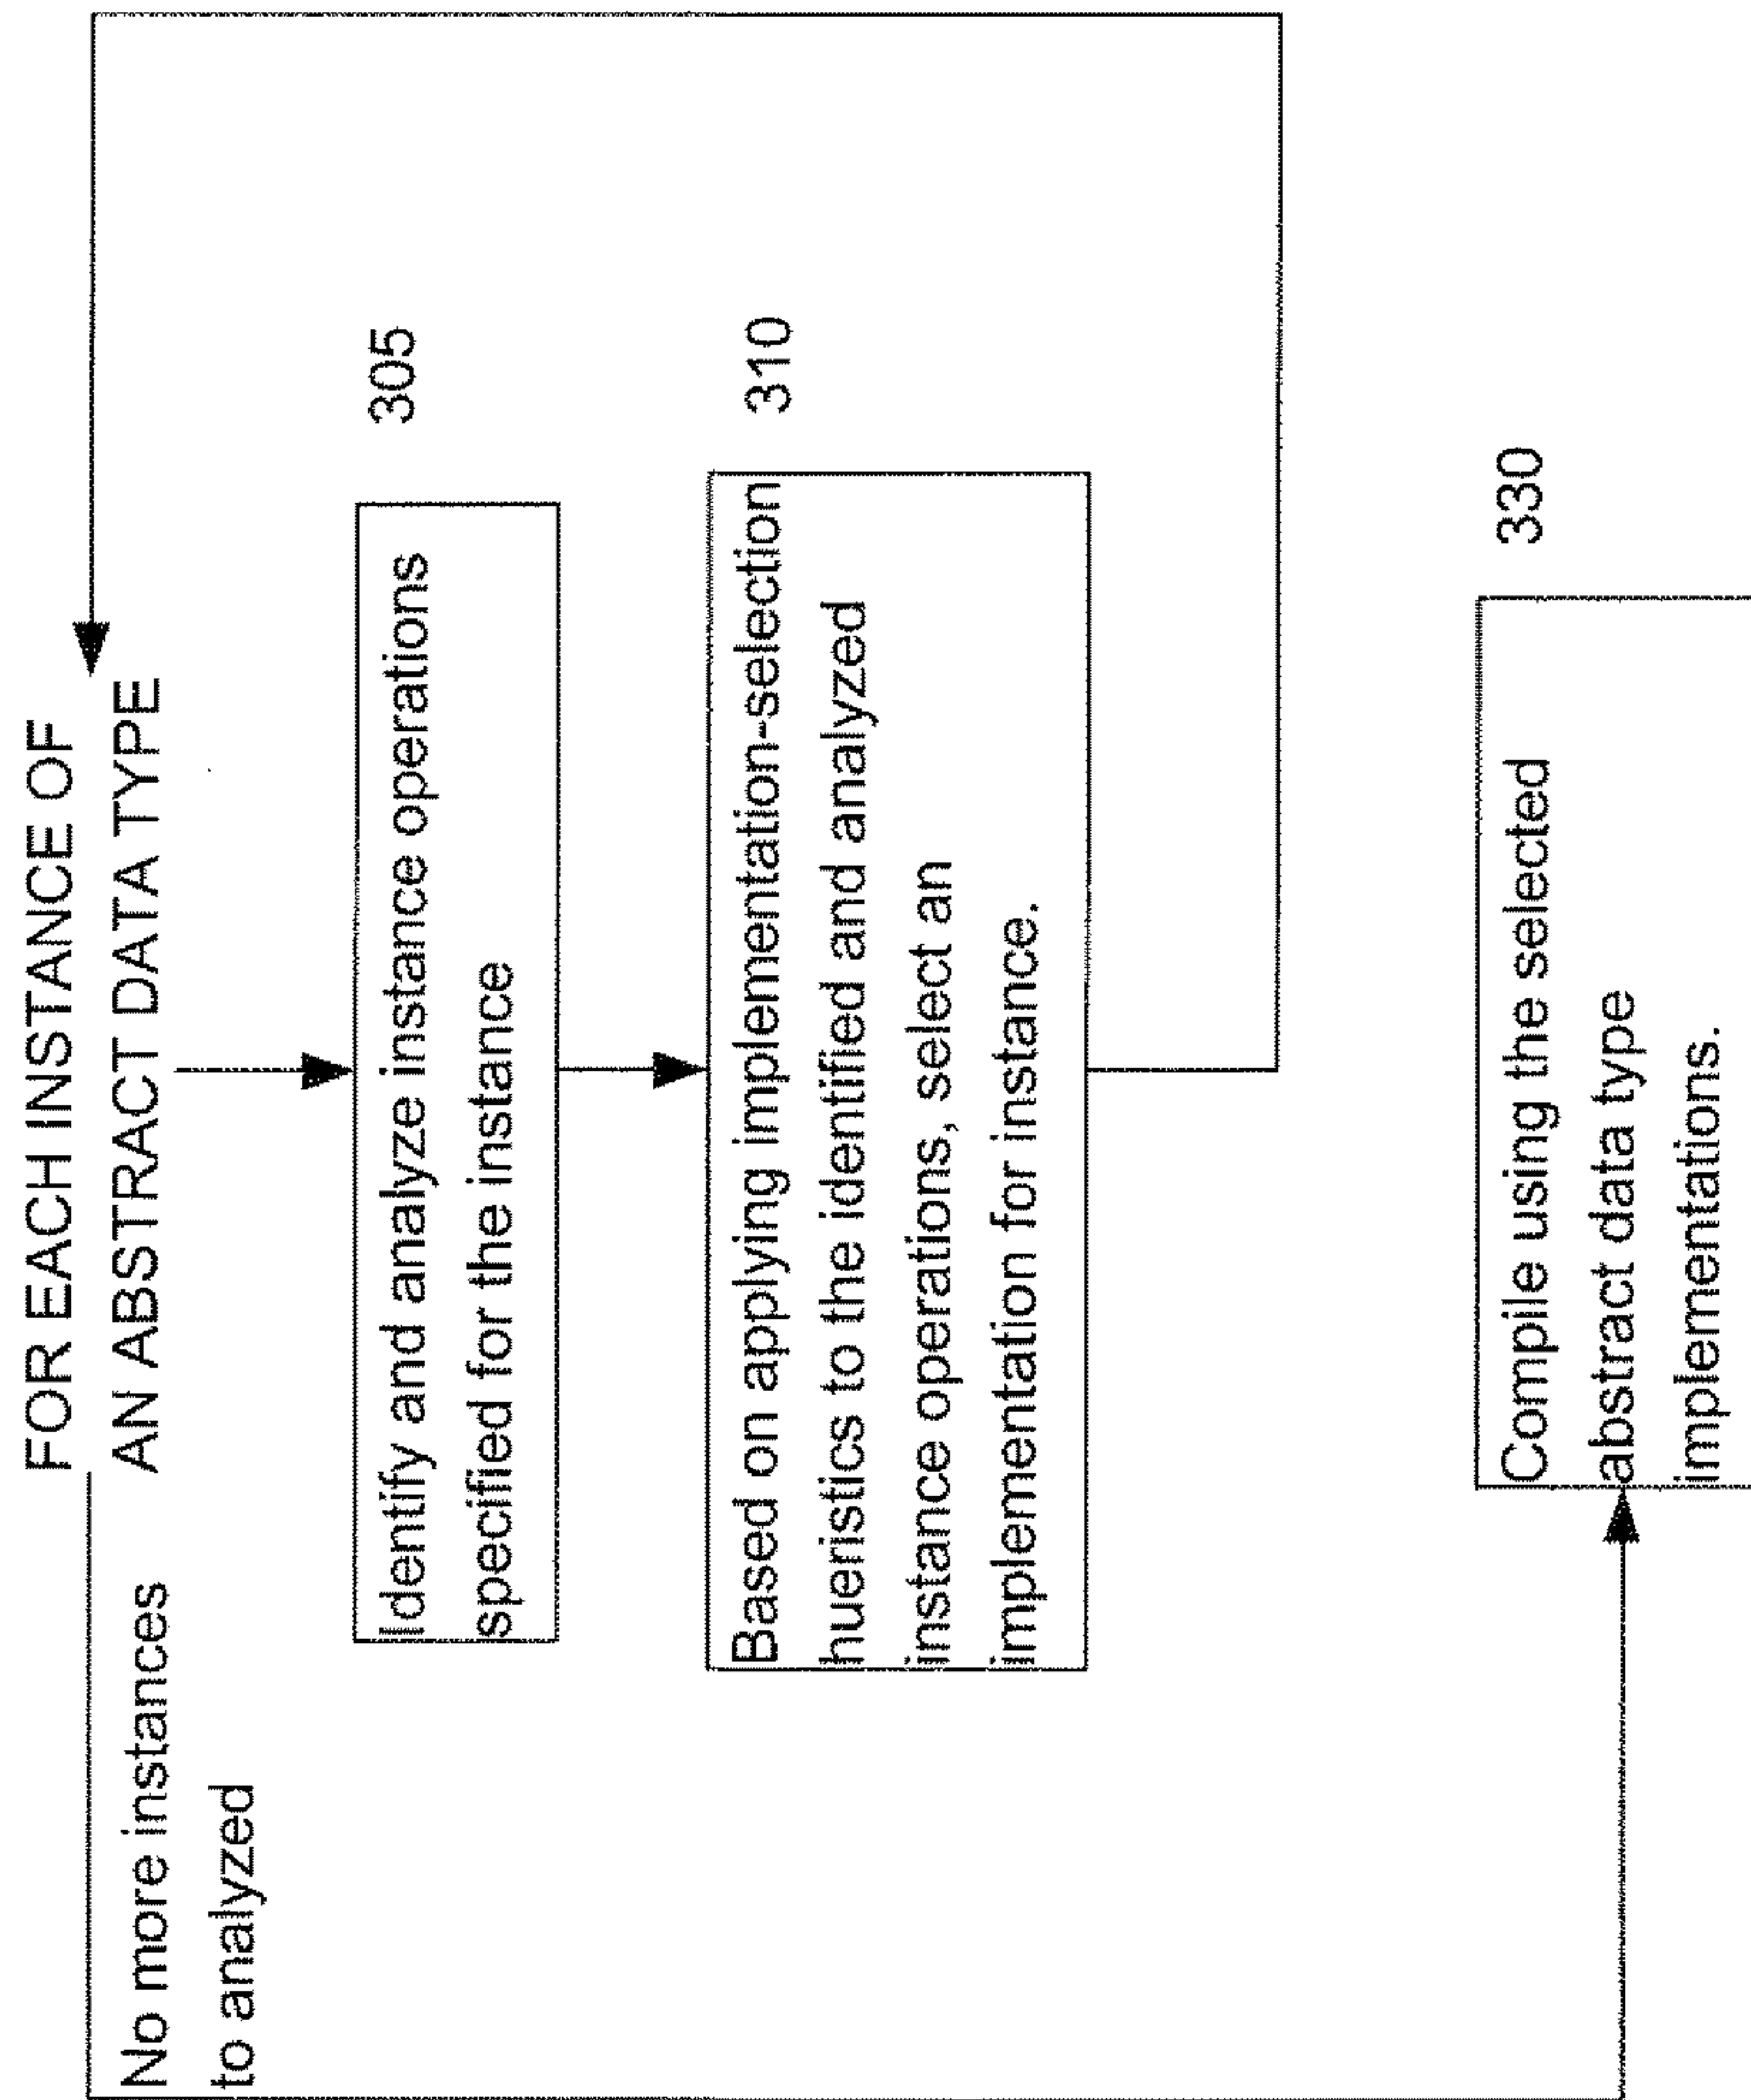 FOR EACH INSTANCE OF
AN ABSTRACT DATA TYPE
No more instances
to analyzed
Identify and analyze instance operations
specified for the instance
305
Based on applying implementation-selection
hueristics to the identified and analyzed
instance operations, select an
implementation for instance.
310
Compile using the selected
abstract data type
implementations.
330